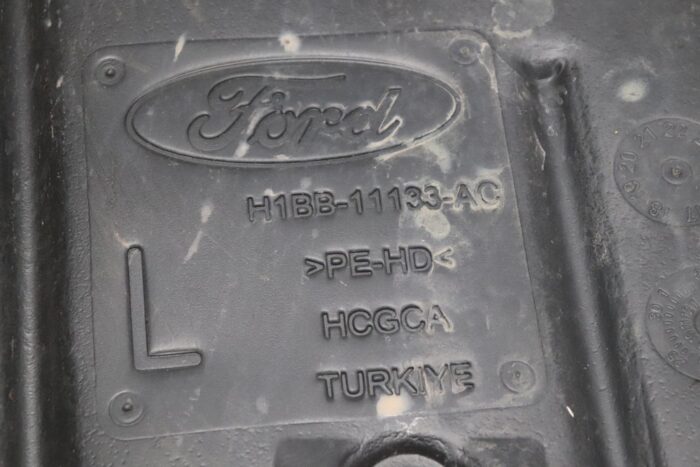 Ford
H1BB-11133-AC
>PE-HD<
HCGCA
L
TURKIYE